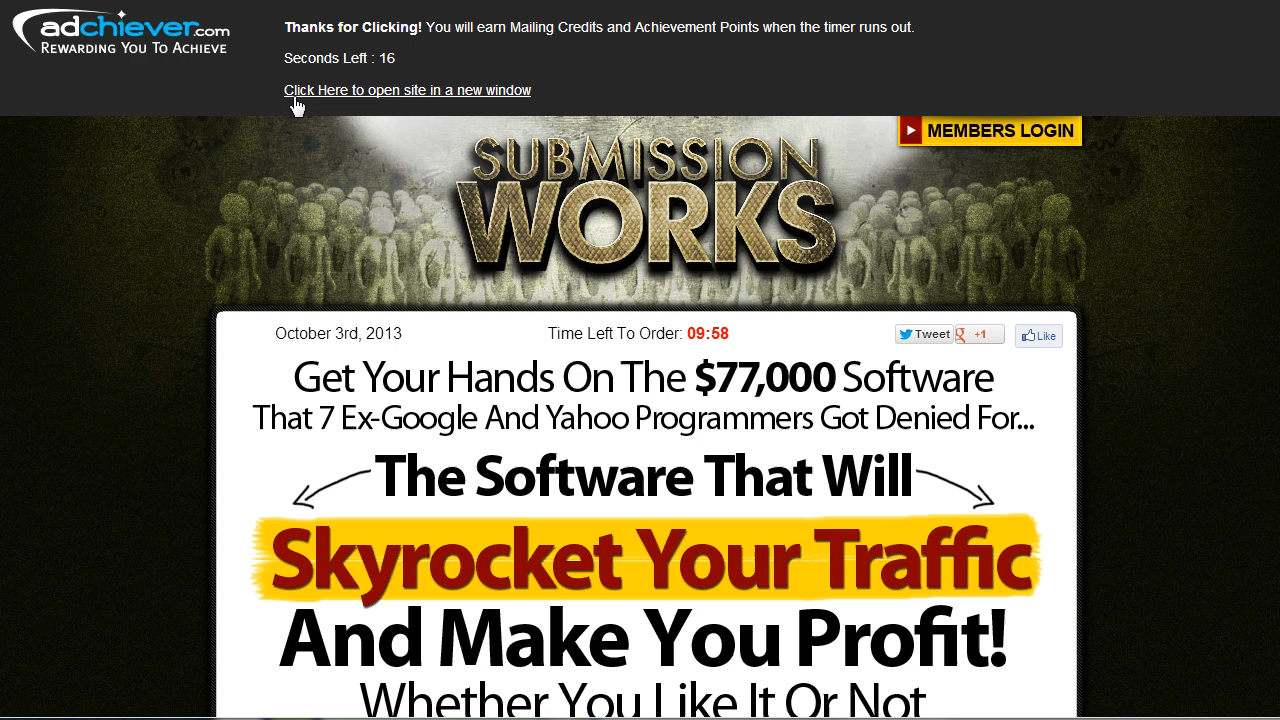 adchiever.com
REWARDING YOU TO ACHIEVE
Thanks for Clicking! You will earn Mailing Credits and Achievement Points when the timer runs out.
Seconds Left : 16
Click Here to open site in a new window
MEMBERS LOGIN
SUBMISSION
WORKS
October 3rd, 2013
Time Left To Order: 09:58
Tweet
+1
Like
Get Your Hands On The $77,000 Software
That 7 Ex-Google And Yahoo Programmers Got Denied For...
The Software That Will
Skyrocket Your Traffic
And Make You Profit!
Whether You Like It Or Not